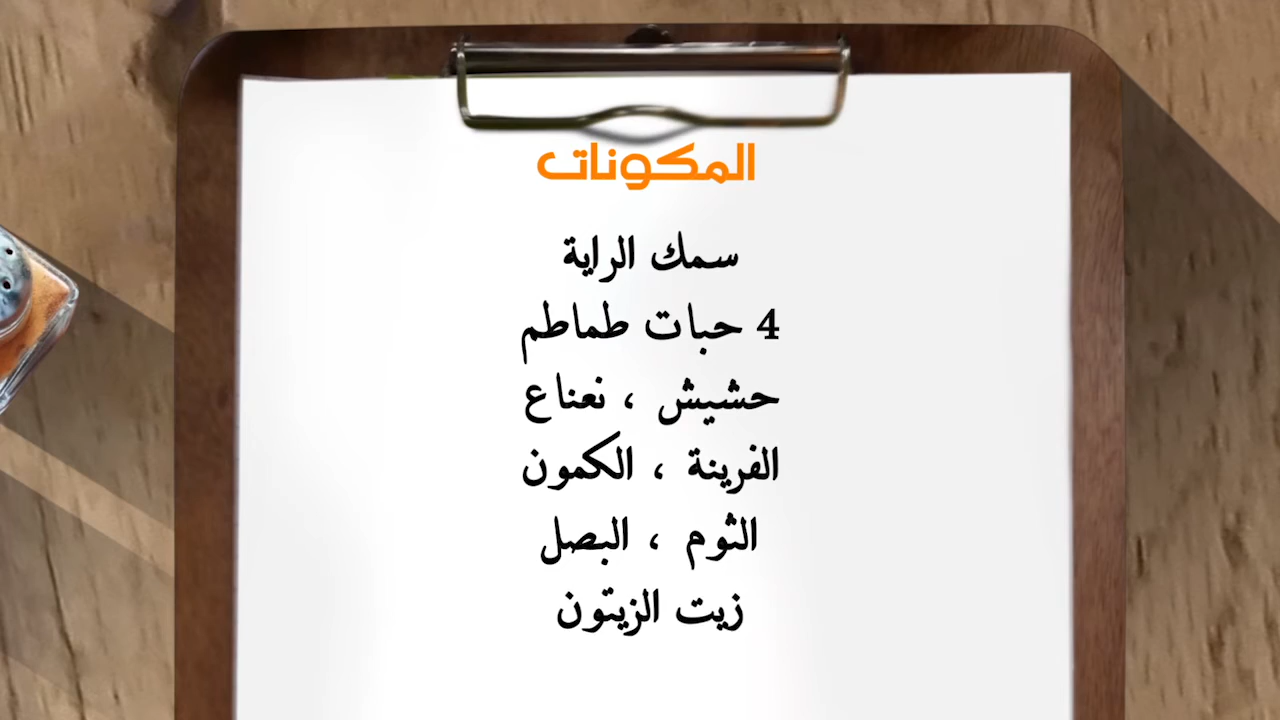 المكونات
سمك الراية
4 حبات طماطم
حشيش ، نعناع
الفرينة ، الكمون
الثوم ، البصل
زيت الزيتون